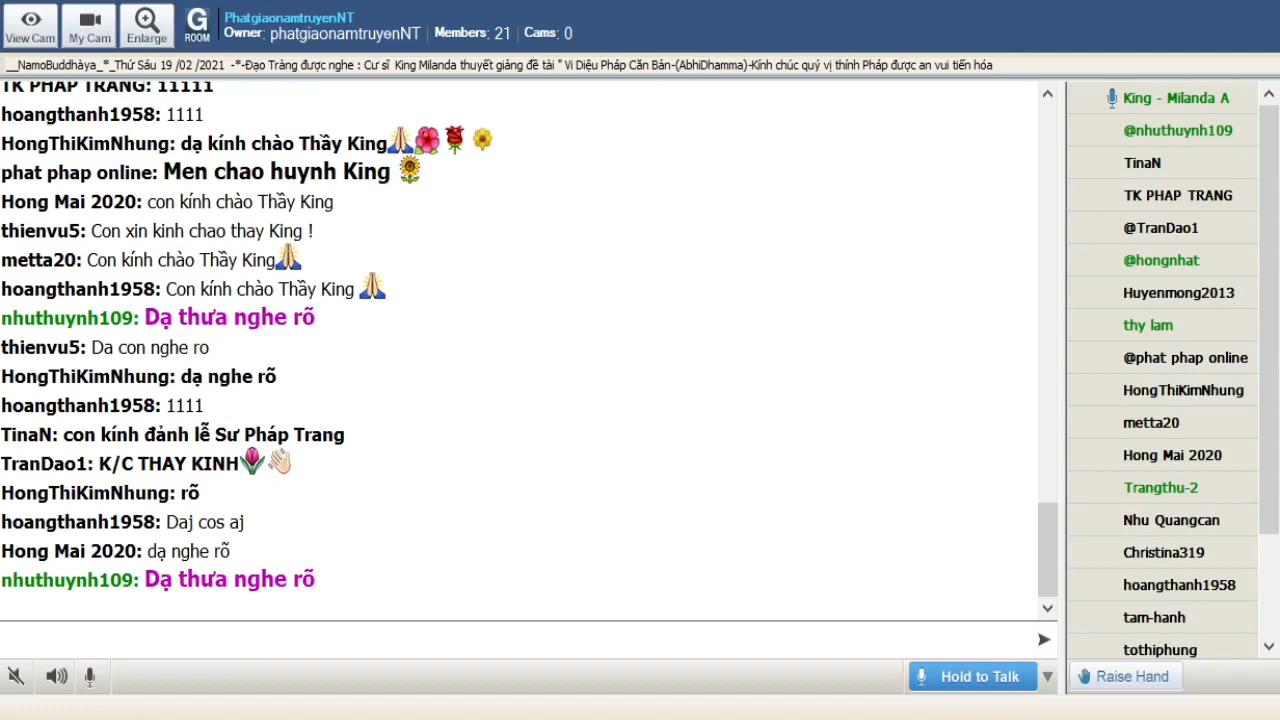 View Cam
My Cam
Enlarge
G
ROOM
PhatgiaonamtruyenNT
Owner: phatgiaonamtruyenNT | Members: 21 | Cams: 0
__NamoBuddhàya_*_Thứ Sáu 19 /02 /2021 -*-Đạo Tràng được nghe : Cư sĩ King Milanda thuyết giảng đề tài " Vi Diệu Pháp Căn Bản-(AbhiDhamma)-Kính chúc quý vị thính Pháp được an vui tiến hóa
TK PHAP TRANG: 11111
hoangthanh1958: 1111
HongThiKimNhung: dạ kính chào Thầy King
phat phap online: Men chao huynh King
Hong Mai 2020: con kính chào Thầy King
thienvu5: Con xin kinh chao thay King !
metta20: Con kính chào Thầy King
hoangthanh1958: Con kính chào Thầy King
nhuthuynh109: Dạ thưa nghe rõ
thienvu5: Da con nghe ro
HongThiKimNhung: dạ nghe rõ
hoangthanh1958: 1111
TinaN: con kính đảnh lễ Sư Pháp Trang
TranDao1: K/C THAY KINH
HongThiKimNhung: rõ
hoangthanh1958: Daj cos aj
Hong Mai 2020: dạ nghe rõ
nhuthuynh109: Dạ thưa nghe rõ
King - Milanda A
@nhuthuynh109
TinaN
TK PHAP TRANG
@TranDao1
@hongnhat
Huyenmong2013
thy lam
@phat phap online
HongThiKimNhung
metta20
Hong Mai 2020
Trangthu-2
Nhu Quangcan
Christina319
hoangthanh1958
tam-hanh
tothiphung
Hold to Talk
Raise Hand